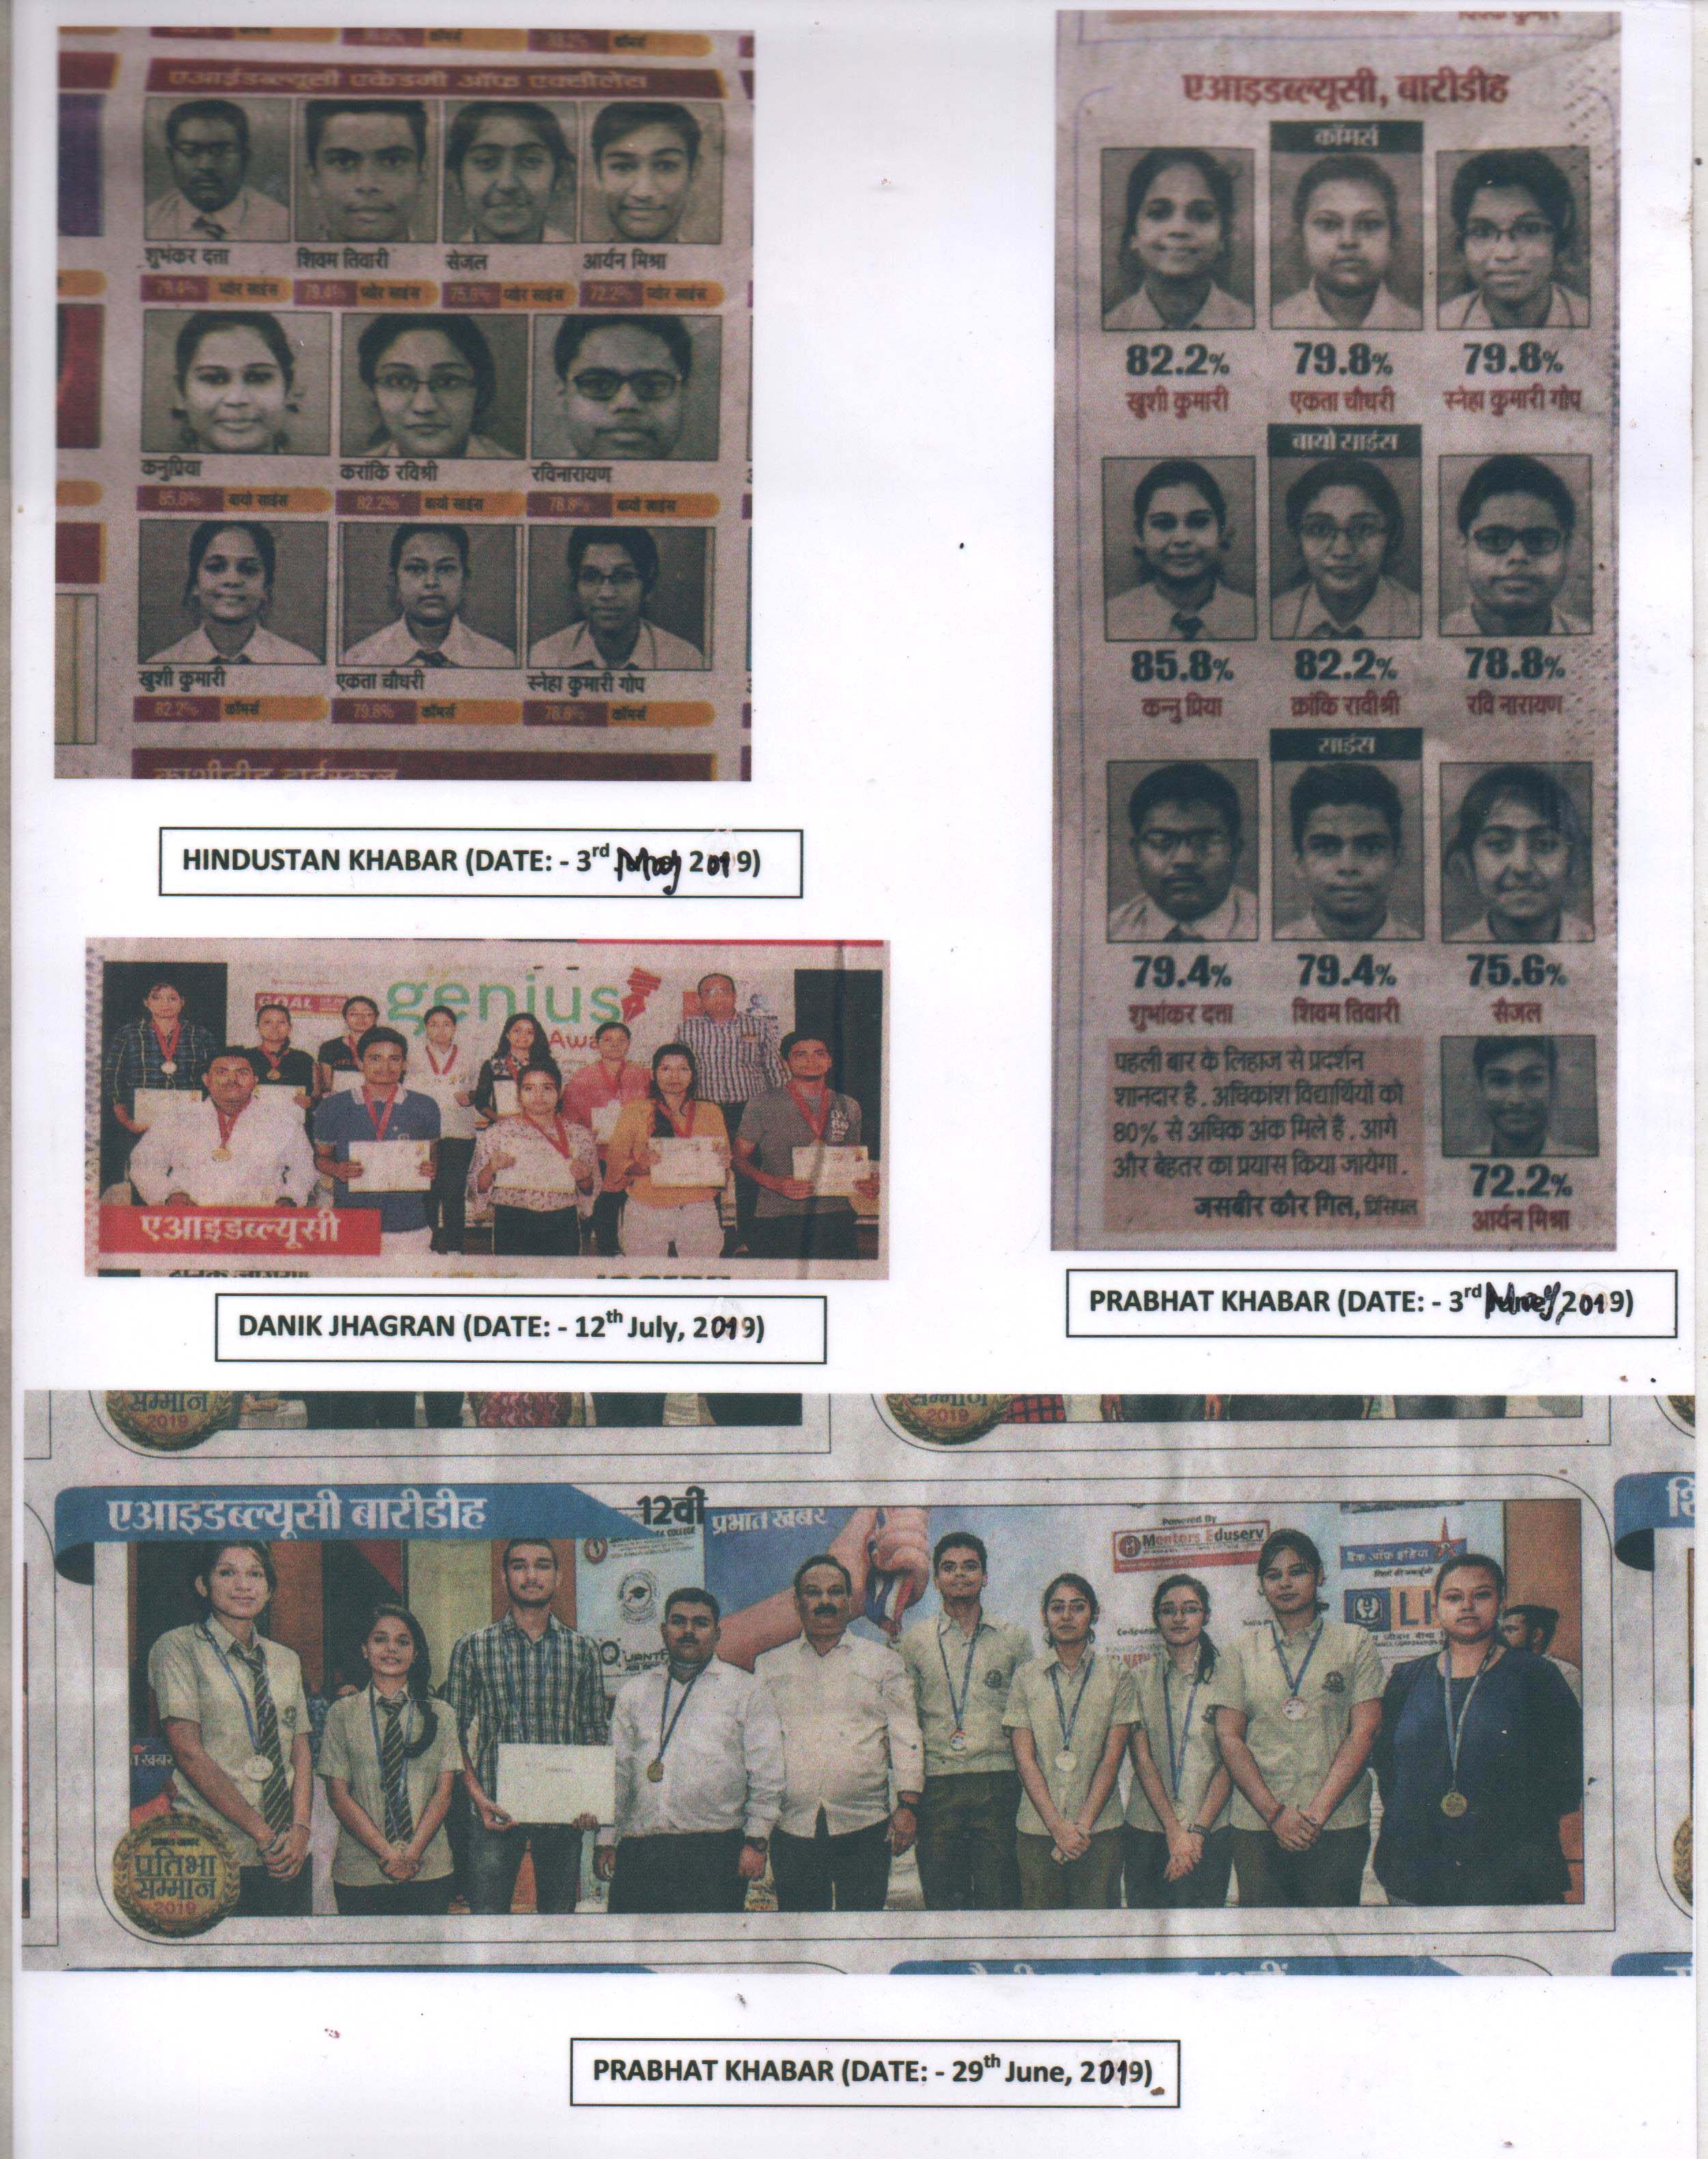 एआईडब्ल्यूसी एकेडमी ऑफ एक्सीलेंस
शुभंकर दत्ता
शिवम तिवारी
सेजल
आर्यन मिश्रा
79.4% प्योर साइंस
79.4% प्योर साइंस
75.6% प्योर साइंस
72.2% प्योर साइंस
कनुप्रिया
करांकि रविश्री
रविनारायण
85.8% बायो साइंस
82.2% बायो साइंस
78.8% बायो साइंस
खुशी कुमारी
एकता चौधरी
स्नेहा कुमारी गोप
82.2% कॉमर्स
79.8% कॉमर्स
कॉमर्स
HINDUSTAN KHABAR (DATE: - 3rd May 2019)
एआइडब्ल्यूसी, बारीडीह
कॉमर्स
82.2% 79.8% 79.8%
खुशी कुमारी एकता चौधरी स्नेहा कुमारी गोप
बायो साइंस
85.8% 82.2% 78.8%
कन्नु प्रिया क्रांकि रावीश्री रवि नारायण
साइंस
79.4% 79.4% 75.6%
शुभांकर दत्ता शिवम तिवारी सैजल
पहली बार के लिहाज से प्रदर्शन
शानदार है . अधिकांश विद्यार्थियों को
80% से अधिक अंक मिले हैं . आगे
और बेहतर का प्रयास किया जायेगा .
जसबीर कौर गिल, प्रिंसिपल
72.2%
आर्यन मिश्रा
PRABHAT KHABAR (DATE: - 3rd May, 2019)
GOAL
genius
एआइडब्ल्यूसी
DANIK JHAGRAN (DATE: - 12th July, 2019)
सम्मान
2019
सम्मान
2019
एआइडब्ल्यूसी बारीडीह
12वीं
प्रभात खबर
Powered By
Mentors Eduserv
बैंक ऑफ इंडिया
प्रतिभा
सम्मान
2019
PRABHAT KHABAR (DATE: - 29th June, 2019)